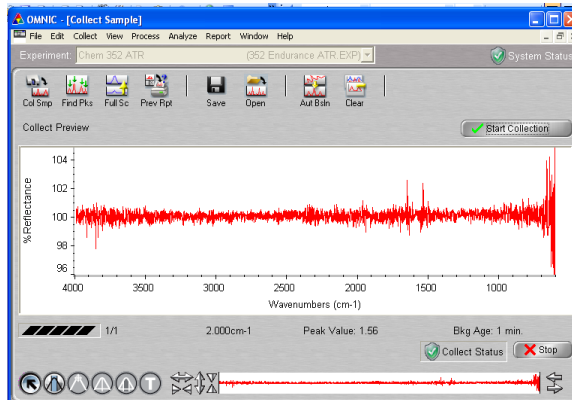 OMNIC - [Collect Sample]
File Edit Collect View Process Analyze Report Window Help
Experiment: Chem 352 ATR (352 Endurance ATR.EXP) System Status
Col Smp Find Pks Full Sc Prev Rpt Save Open Aut Bsln Clear
Collect Preview Start Collection
%Reflectance
104
102
100
98
96
4000 3500 3000 2500 2000 1500 1000
Wavenumbers (cm-1)
1/1 2.000cm-1 Peak Value: 1.56 Bkg Age: 1 min.
Collect Status Stop
T